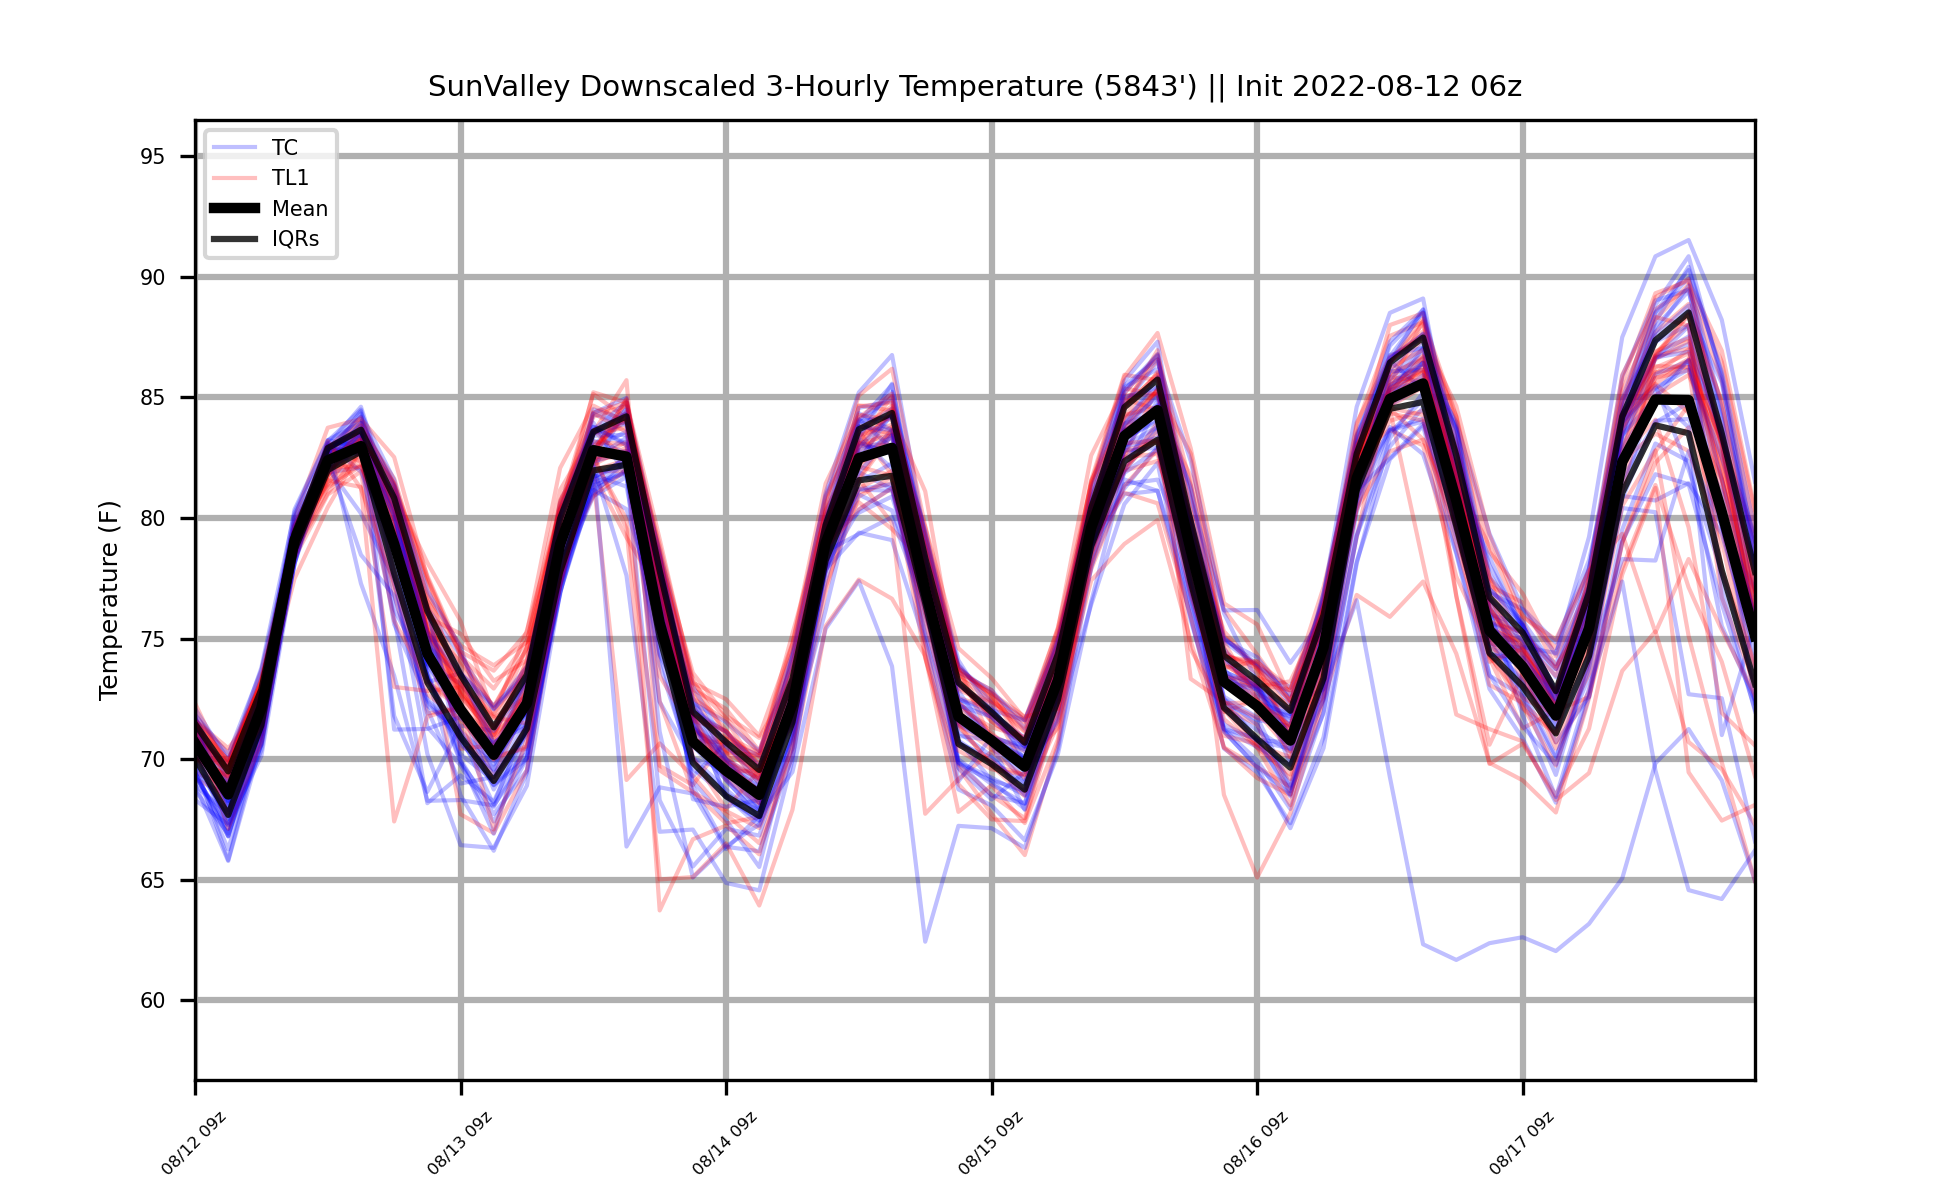 SunValley Downscaled 3-Hourly Temperature (5843') || Init 2022-08-12 06z
TC
TL1
Mean
IQRs
Temperature (F)
95
90
85
80
75
70
65
60
08/12 09z
08/13 09z
08/14 09z
08/15 09z
08/16 09z
08/17 09z